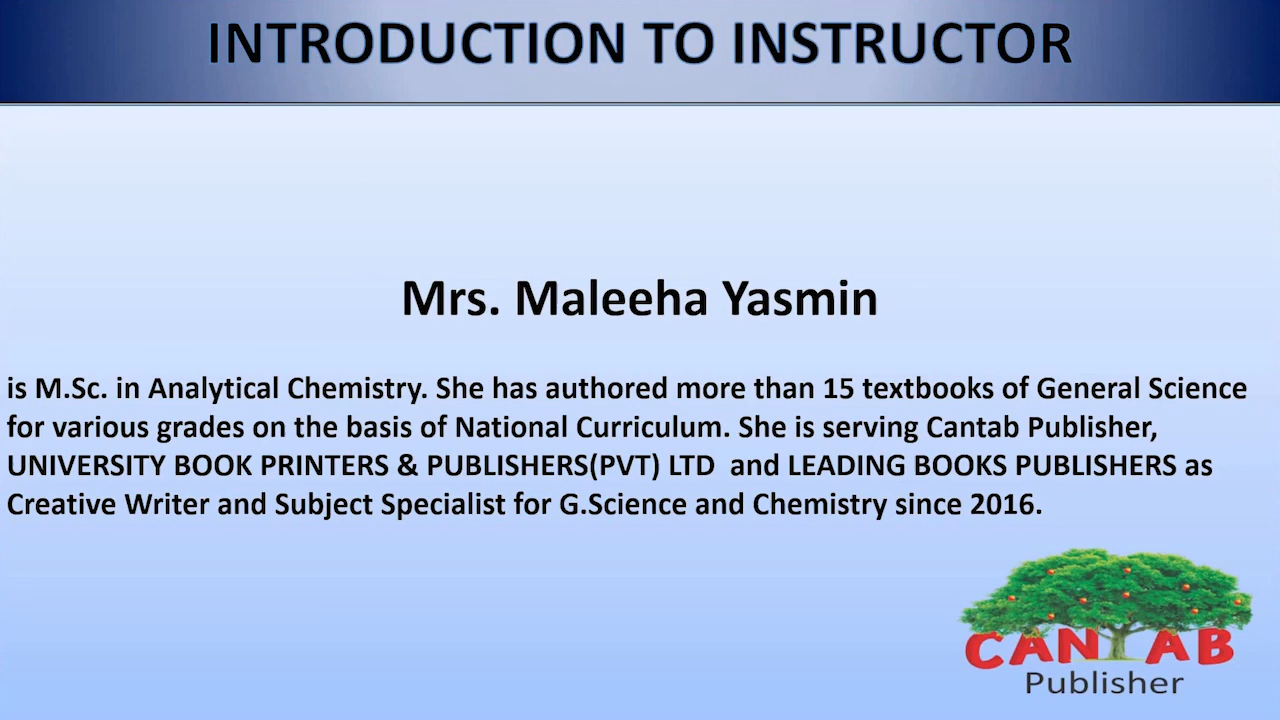 INTRODUCTION TO INSTRUCTOR
Mrs. Maleeha Yasmin
is M.Sc. in Analytical Chemistry. She has authored more than 15 textbooks of General Science
for various grades on the basis of National Curriculum. She is serving Cantab Publisher,
UNIVERSITY BOOK PRINTERS & PUBLISHERS(PVT) LTD and LEADING BOOKS PUBLISHERS as
Creative Writer and Subject Specialist for G.Science and Chemistry since 2016.
CANTAB
Publisher